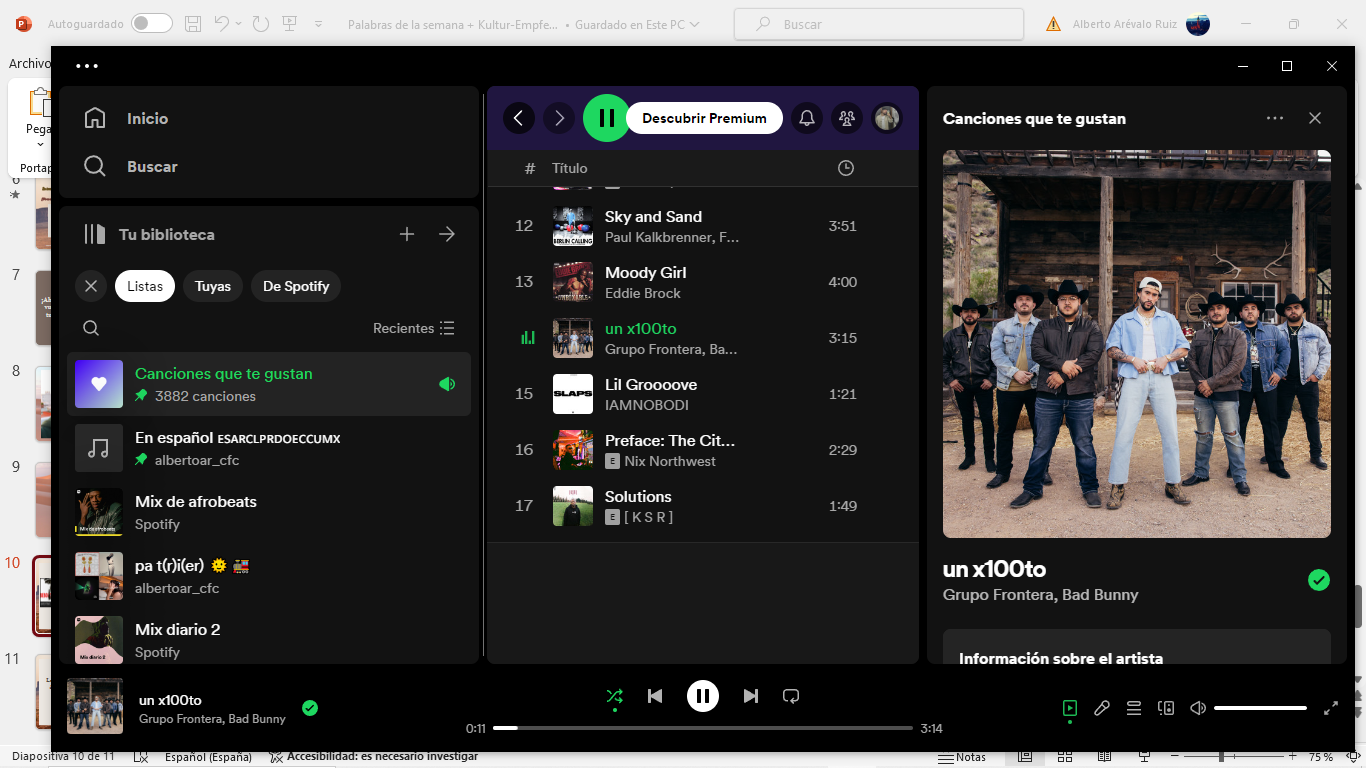 Autoguardado
Palabras de la semana + Kultur-Empfe... • Guardado en Este PC
Buscar
Alberto Arévalo Ruiz
Archivo
Pega
Portap
6
7
8
9
10
11
Inicio
Buscar
Tu biblioteca
Listas
Tuyas
De Spotify
Recientes
Canciones que te gustan
3882 canciones
En español ESARCLPRDOECCUMX
albertoar_cfc
Mix de afrobeats
Spotify
pa t(r)i(er) 🌞 🚂
albertoar_cfc
Mix diario 2
Mix diario 2
Spotify
Descubrir Premium
# Título
12 Sky and Sand 3:51
Paul Kalkbrenner, F...
BERLIN CALLING
13 Moody Girl 4:00
Eddie Brock
un x100to 3:15
Grupo Frontera, Ba...
15 Lil Groooove 1:21
SLAPS
IAMNOBODI
16 Preface: The Cit... 2:29
E Nix Northwest
17 Solutions 1:49
E [ K S R ]
Canciones que te gustan
un x100to
Grupo Frontera, Bad Bunny
Información sobre el artista
un x100to
Grupo Frontera, Bad Bunny
0:11
3:14
Diapositiva 10 de 11
Español (España)
Accesibilidad: es necesario investigar
Notas
75 %